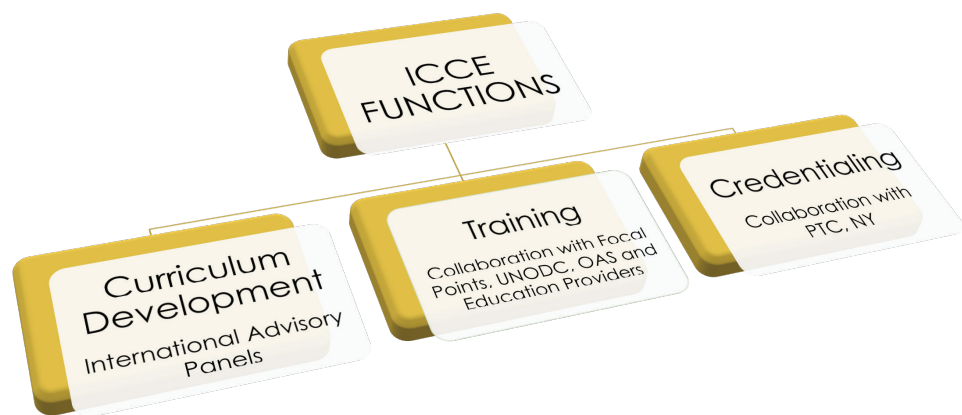 ICCE
FUNCTIONS
Curriculum
Development
International Advisory
Panels
Training
Collaboration with Focal
Points, UNODC, OAS and
Education Providers
Credentialing
Collaboration with
PTC, NY